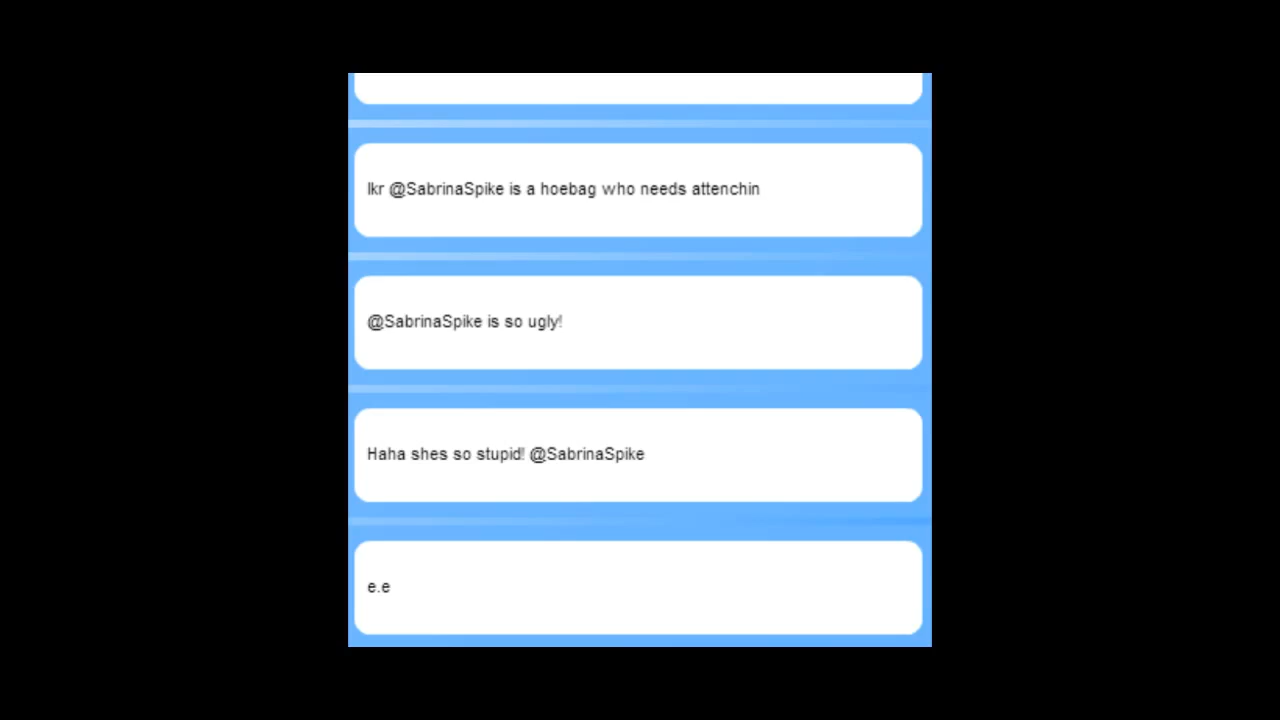 Ikr @SabrinaSpike is a hoebag who needs attenchin
@SabrinaSpike is so ugly!
Haha shes so stupid! @SabrinaSpike
e.e